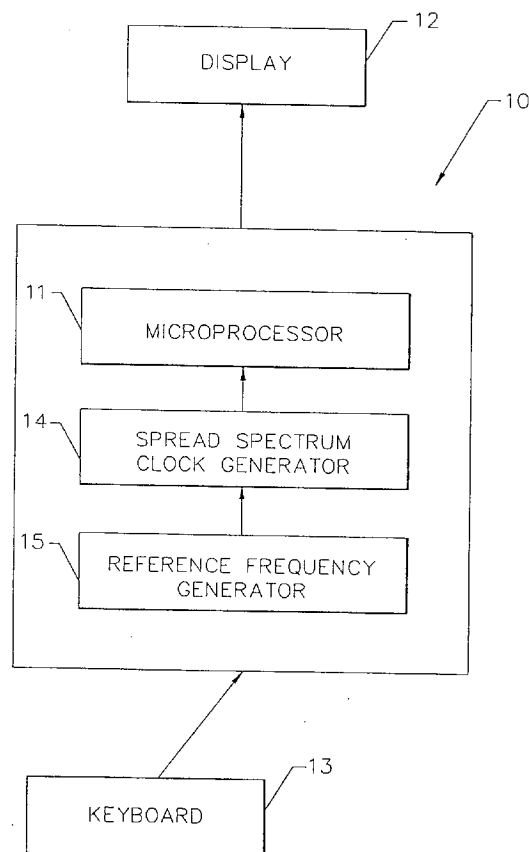 12
DISPLAY
10
11
MICROPROCESSOR
14
SPREAD SPECTRUM
CLOCK GENERATOR
15
REFERENCE FREQUENCY
GENERATOR
13
KEYBOARD